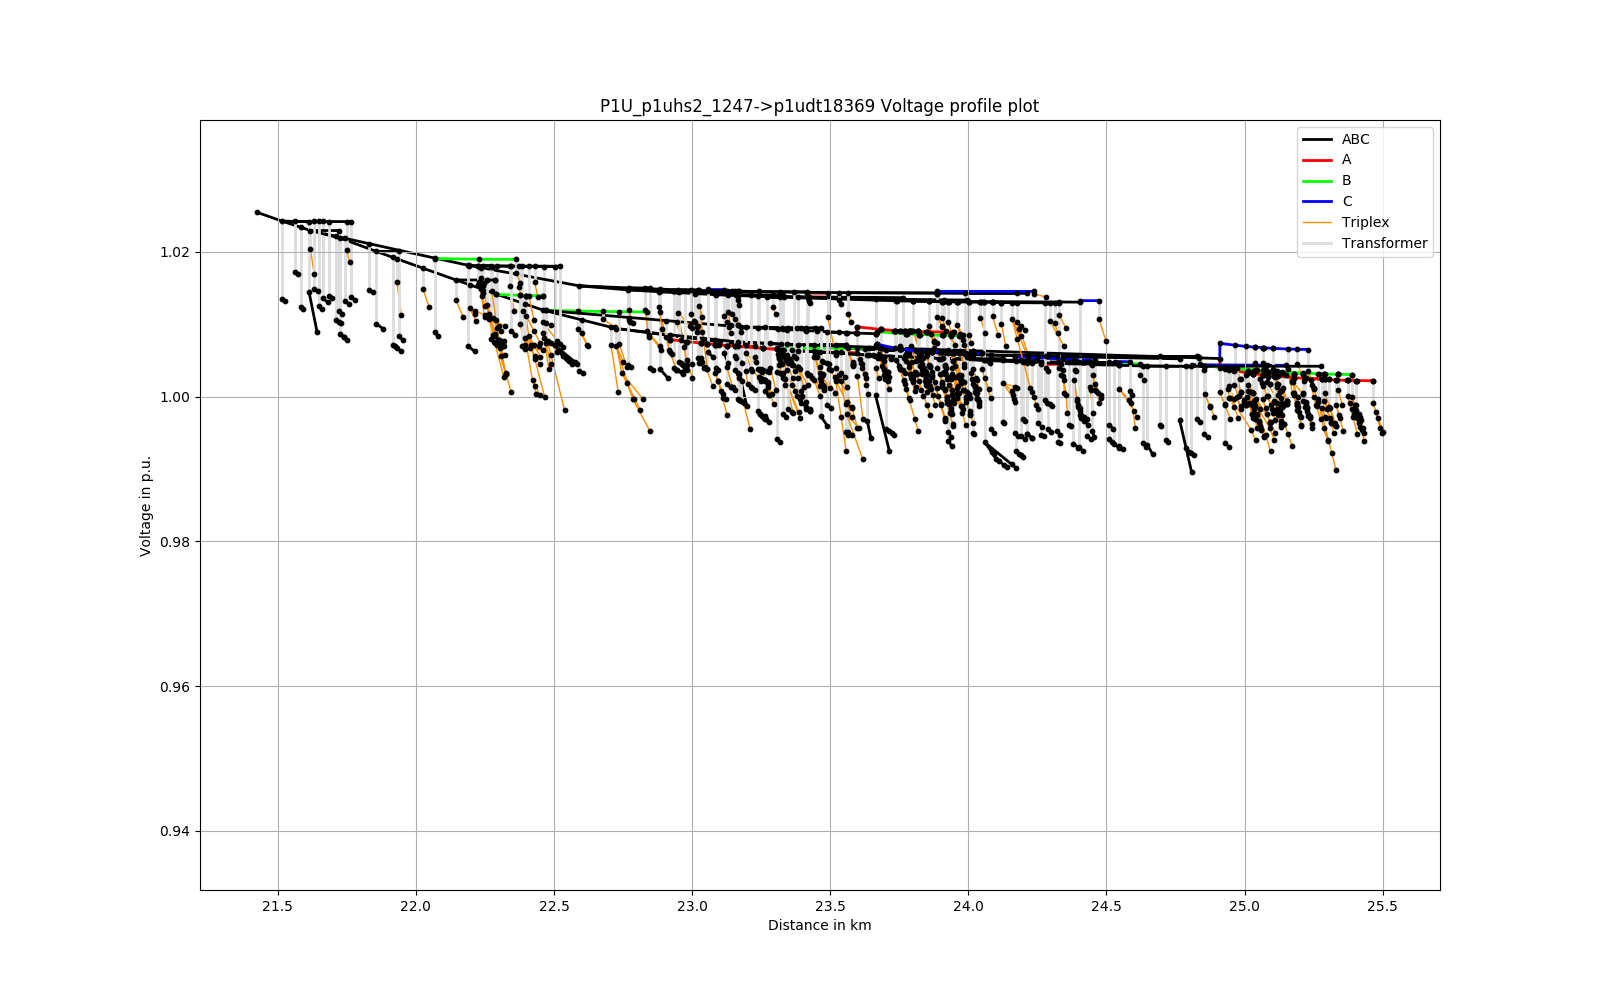 P1U_p1uhs2_1247->p1udt18369 Voltage profile plot
ABC
A
B
C
Triplex
Transformer
1.02
1.00
0.98
0.96
0.94
Voltage in p.u.
21.5 22.0 22.5 23.0 23.5 24.0 24.5 25.0 25.5
Distance in km